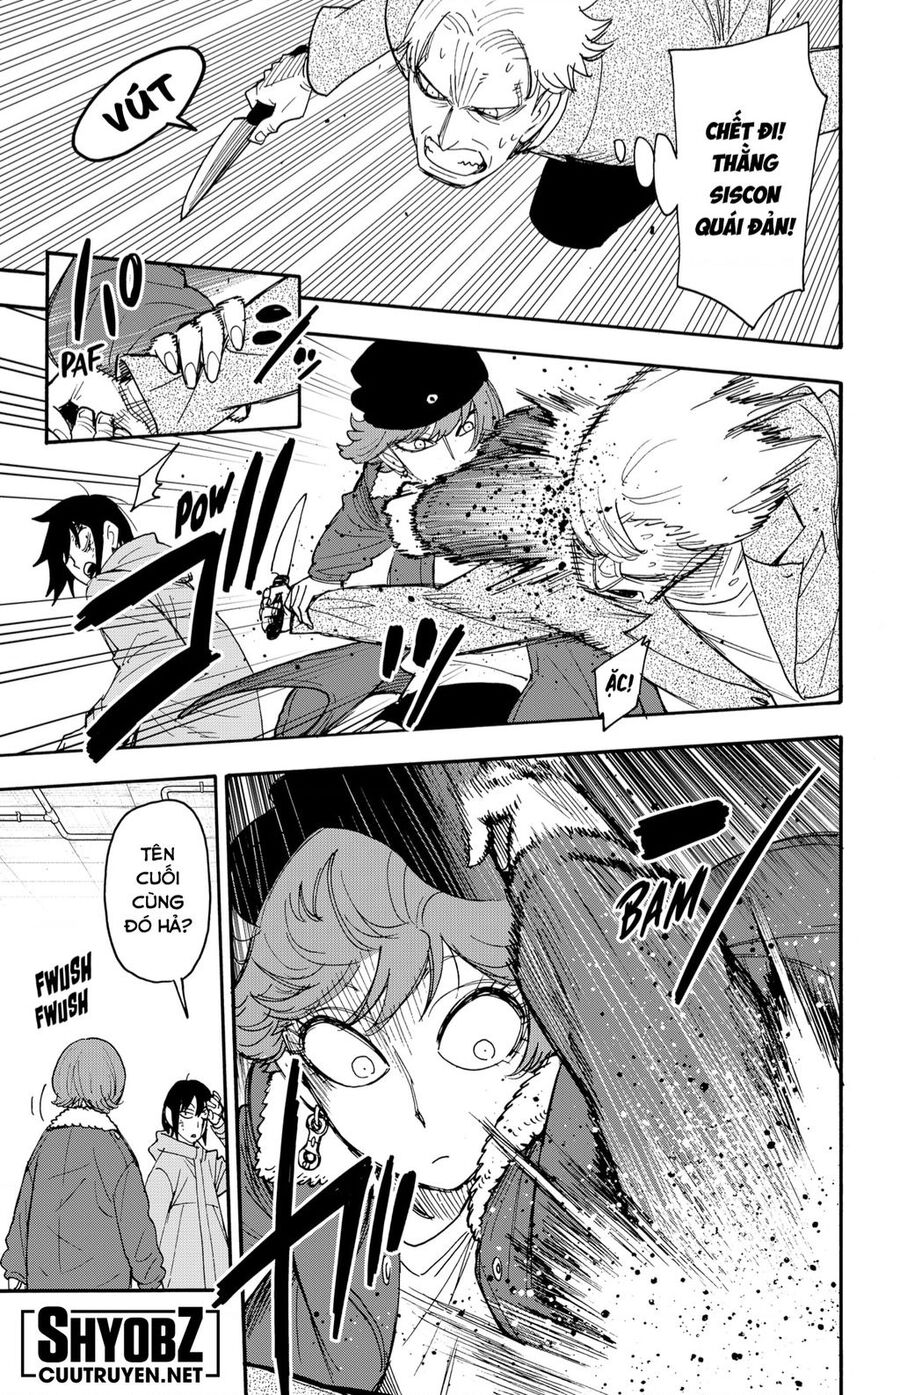 CHẾT ĐI!
THẰNG
SISCON
QUÁI ĐẢN!
VÚT
PAF
POW
ẶC!
BAM
TÊN
CUỐI
CÙNG
ĐÓ HẢ?
FWUSH
FWUSH
SHYOBZ
CUUTRUYEN.NET